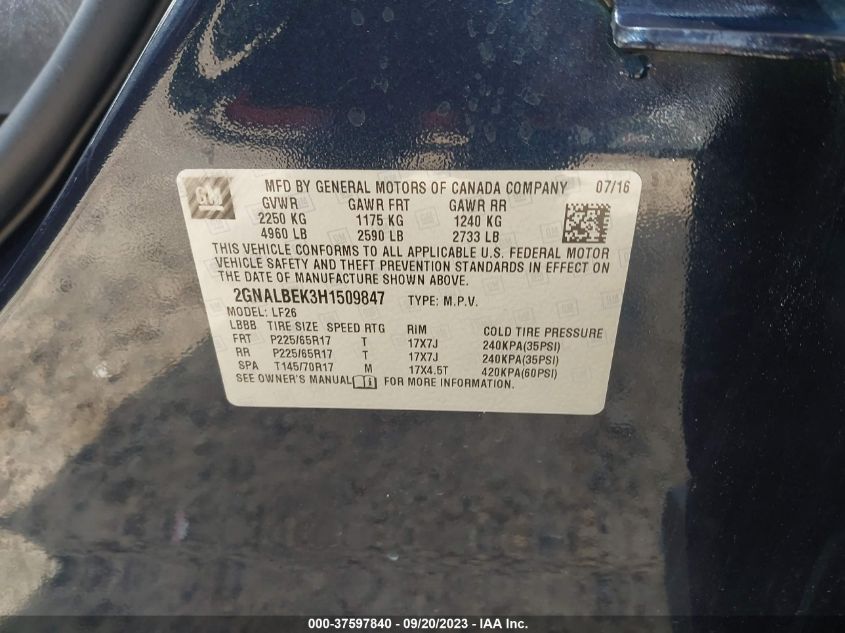 GM
MFD BY GENERAL MOTORS OF CANADA COMPANY 07/16
GVWR GAWR FRT GAWR RR
2250 KG 1175 KG 1240 KG
4960 LB 2590 LB 2733 LB
THIS VEHICLE CONFORMS TO ALL APPLICABLE U.S. FEDERAL MOTOR
VEHICLE SAFETY AND THEFT PREVENTION STANDARDS IN EFFECT ON
THE DATE OF MANUFACTURE SHOWN ABOVE.
2GNALBEK3H1509847 TYPE: M.P.V.
MODEL: LF26
LBBB TIRE SIZE SPEED RTG RIM COLD TIRE PRESSURE
FRT P225/65R17 T 17X7J 240KPA(35PSI)
RR P225/65R17 T 17X7J 240KPA(35PSI)
SPA T145/70R17 M 17X4.5T 420KPA(60PSI)
SEE OWNER'S MANUAL FOR MORE INFORMATION.
000-37597840 - 09/20/2023 - COPYRIGHT IAA, Inc.